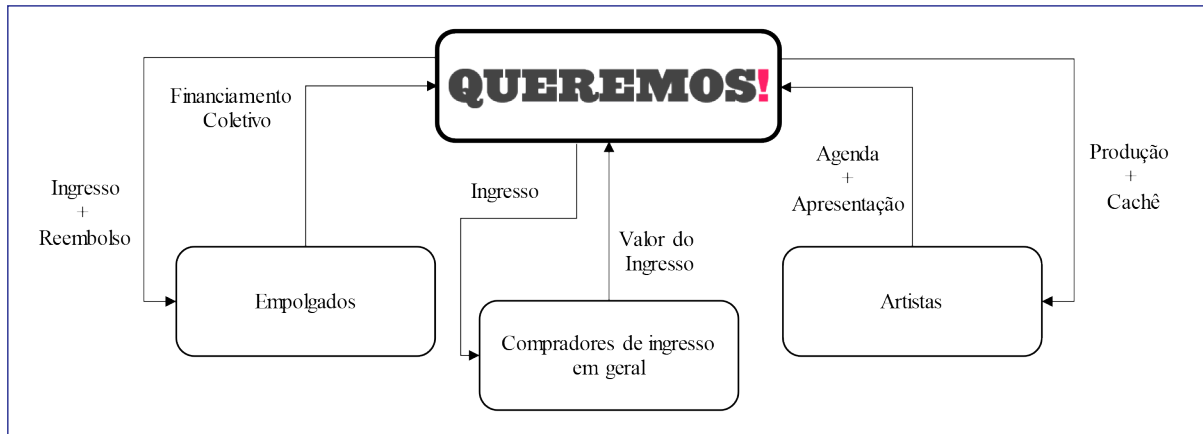 QUEREMOS!
Financiamento
Coletivo
Ingresso
+
Reembolso
Ingresso
Valor do
Ingresso
Agenda
+
Apresentação
Produção
+
Cachê
Empolgados
Compradores de ingresso
em geral
Artistas